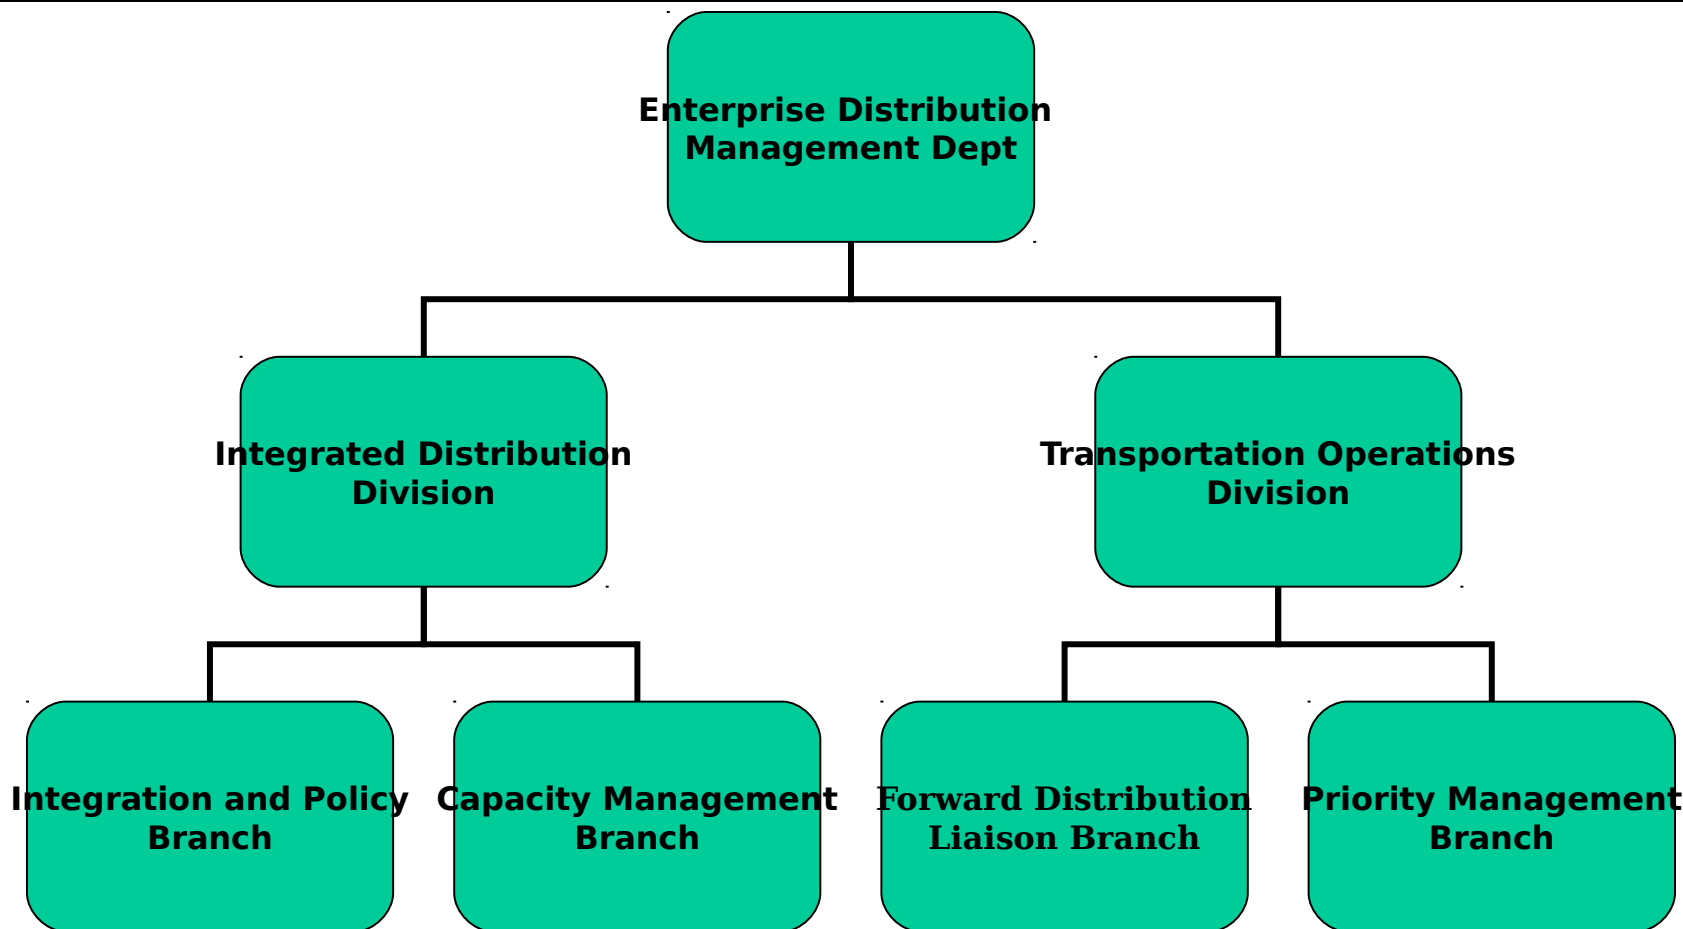 Enterprise Distribution
Management Dept
Integrated Distribution
Division
Transportation Operations
Division
Integration and Policy
Branch
Capacity Management
Branch
Forward Distribution
Liaison Branch
Priority Management
Branch